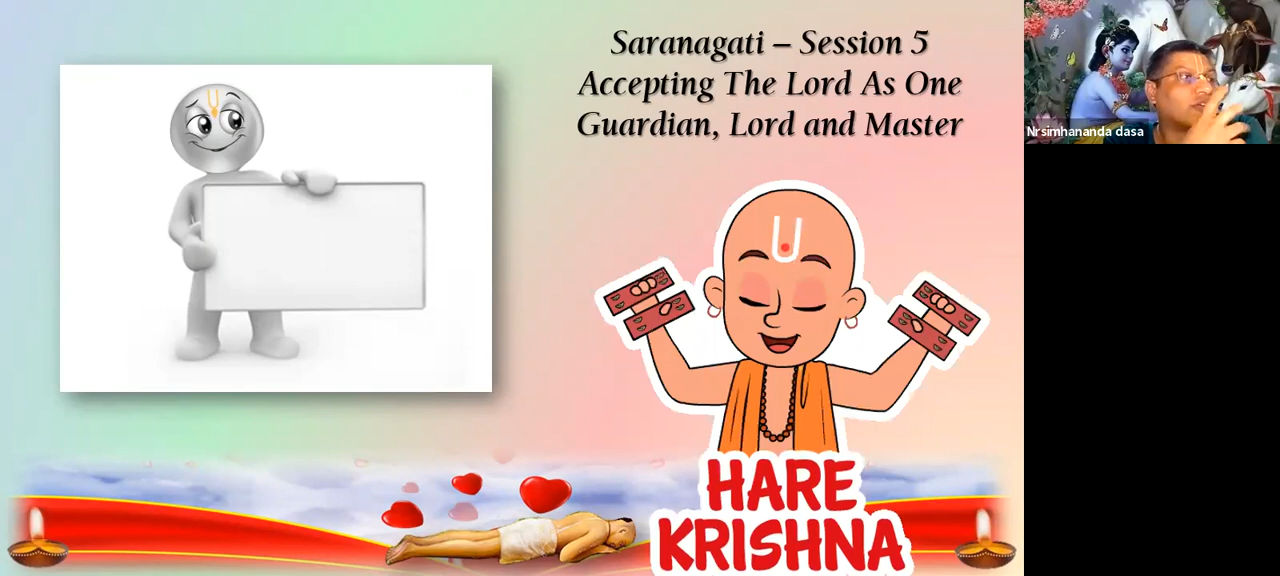 Saranagati – Session 5
Accepting The Lord As One
Guardian, Lord and Master
Nrsimhananda dasa
HARE
KRISHNA